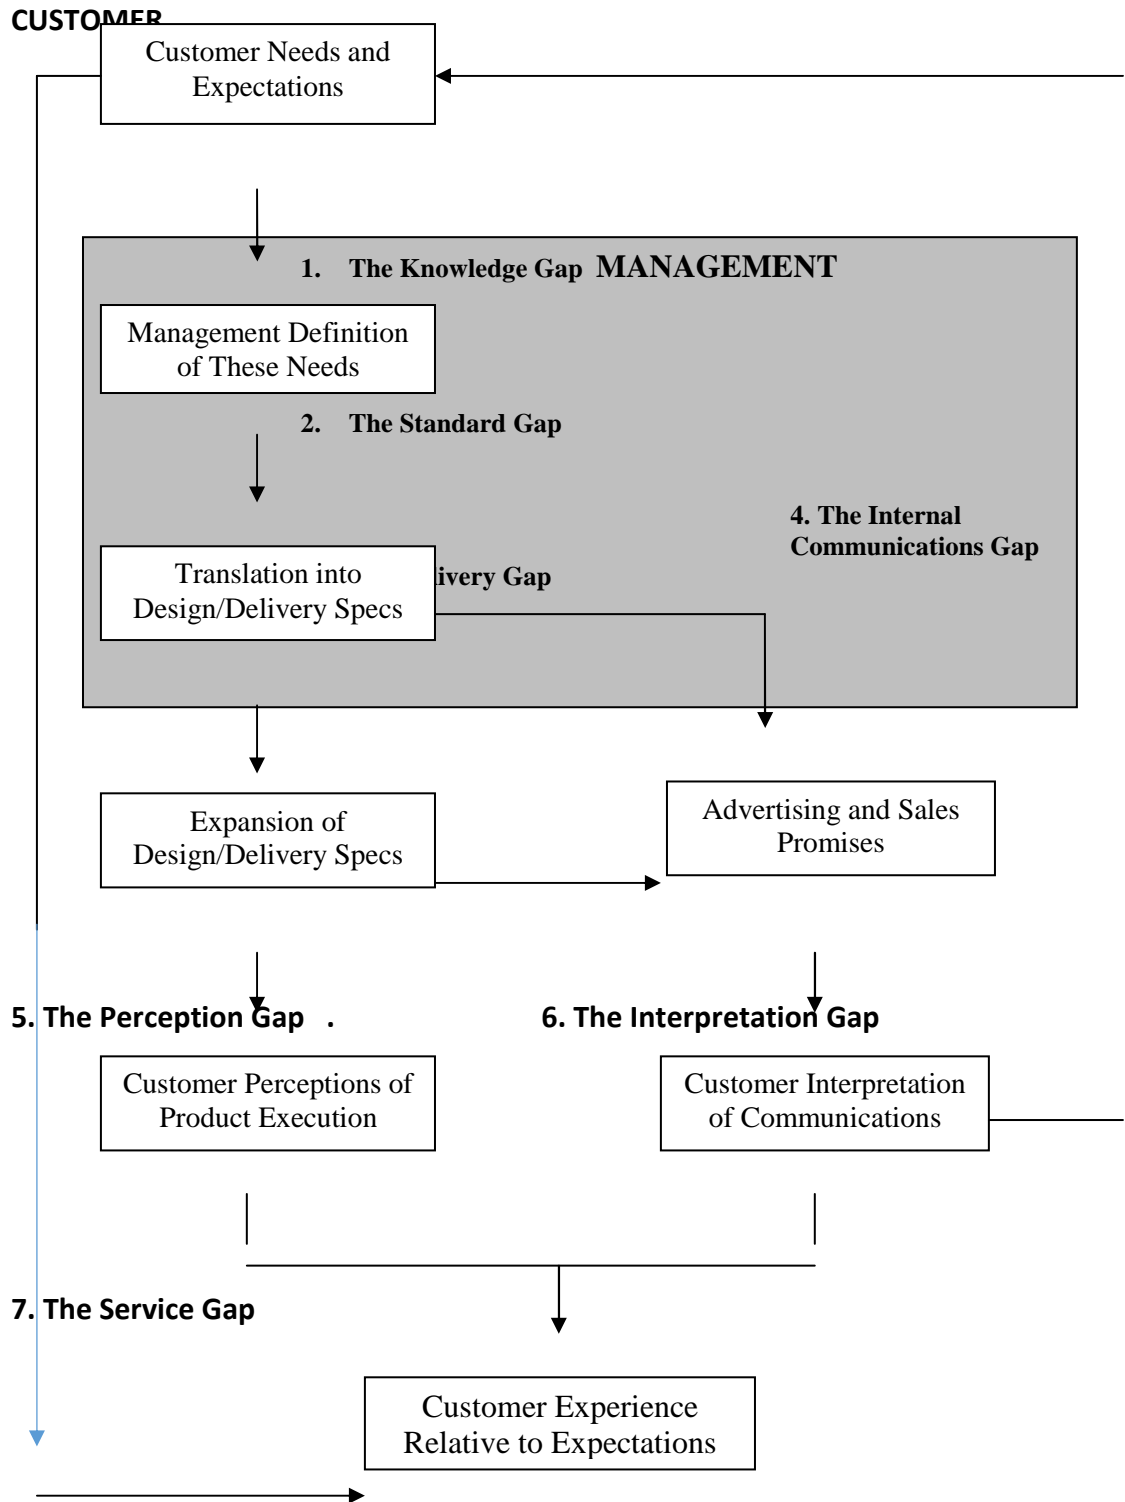 CUSTOMER
Customer Needs and
Expectations
1. The Knowledge Gap MANAGEMENT
Management Definition
of These Needs
2. The Standard Gap
4. The Internal
Communications Gap
Translation into
Design/Delivery Specs
livery Gap
Expansion of
Design/Delivery Specs
Advertising and Sales
Promises
5. The Perception Gap .
6. The Interpretation Gap
Customer Perceptions of
Product Execution
Customer Interpretation
of Communications
7. The Service Gap
Customer Experience
Relative to Expectations